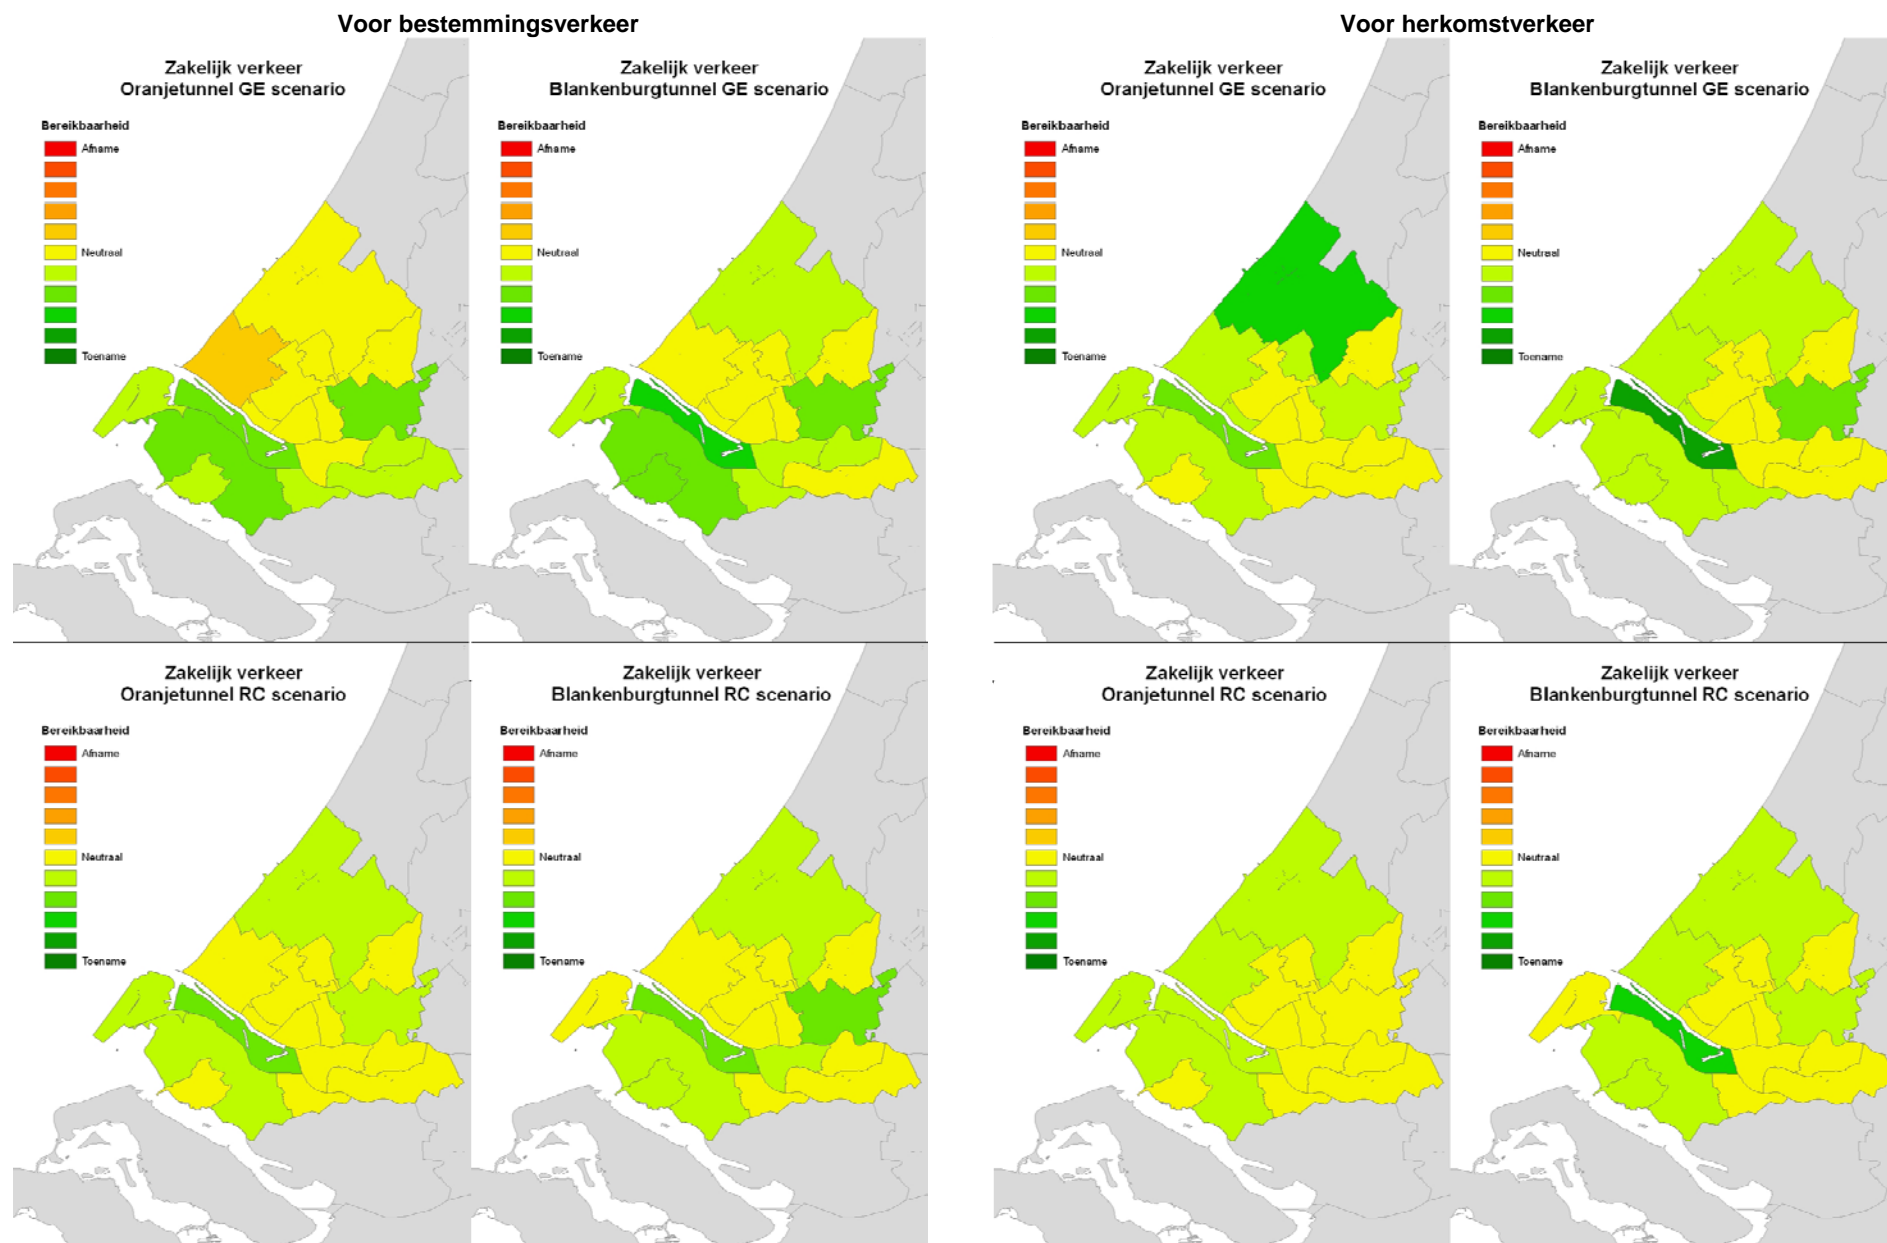 Voor bestemmingsverkeer
Voor herkomstverkeer
Zakelijk verkeer
Oranjetunnel GE scenario
Bereikbaarheid
Afname
Neutraal
Toename
Zakelijk verkeer
Blankenburgtunnel GE scenario
Bereikbaarheid
Afname
Neutraal
Toename
Zakelijk verkeer
Oranjetunnel GE scenario
Bereikbaarheid
Afname
Neutraal
Toename
Zakelijk verkeer
Blankenburgtunnel GE scenario
Bereikbaarheid
Afname
Neutraal
Toename
Zakelijk verkeer
Oranjetunnel RC scenario
Bereikbaarheid
Afname
Neutraal
Toename
Zakelijk verkeer
Blankenburgtunnel RC scenario
Bereikbaarheid
Afname
Neutraal
Toename
Zakelijk verkeer
Oranjetunnel RC scenario
Bereikbaarheid
Afname
Neutraal
Toename
Zakelijk verkeer
Blankenburgtunnel RC scenario
Bereikbaarheid
Afname
Neutraal
Toename